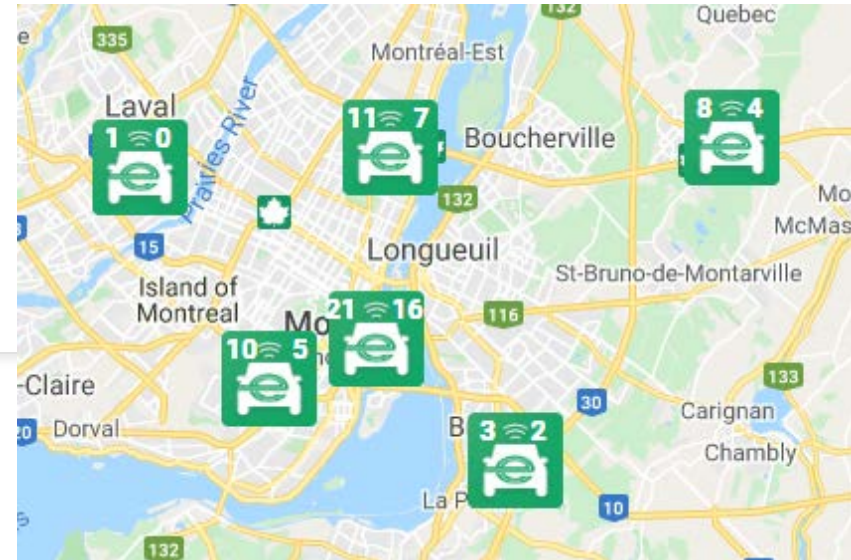 Quebec
335
132
e
Montréal-Est
Laval
1 0
11 7
8 4
Boucherville
Prairies River
132
Mo
McMas
15
Longueuil
St-Bruno-de-Montarville
Island of
Montreal
Mo
21 16
116
10 5
133
-Claire
30
Carignan
20
Dorval
B
3 2
Chambly
La P
10
132